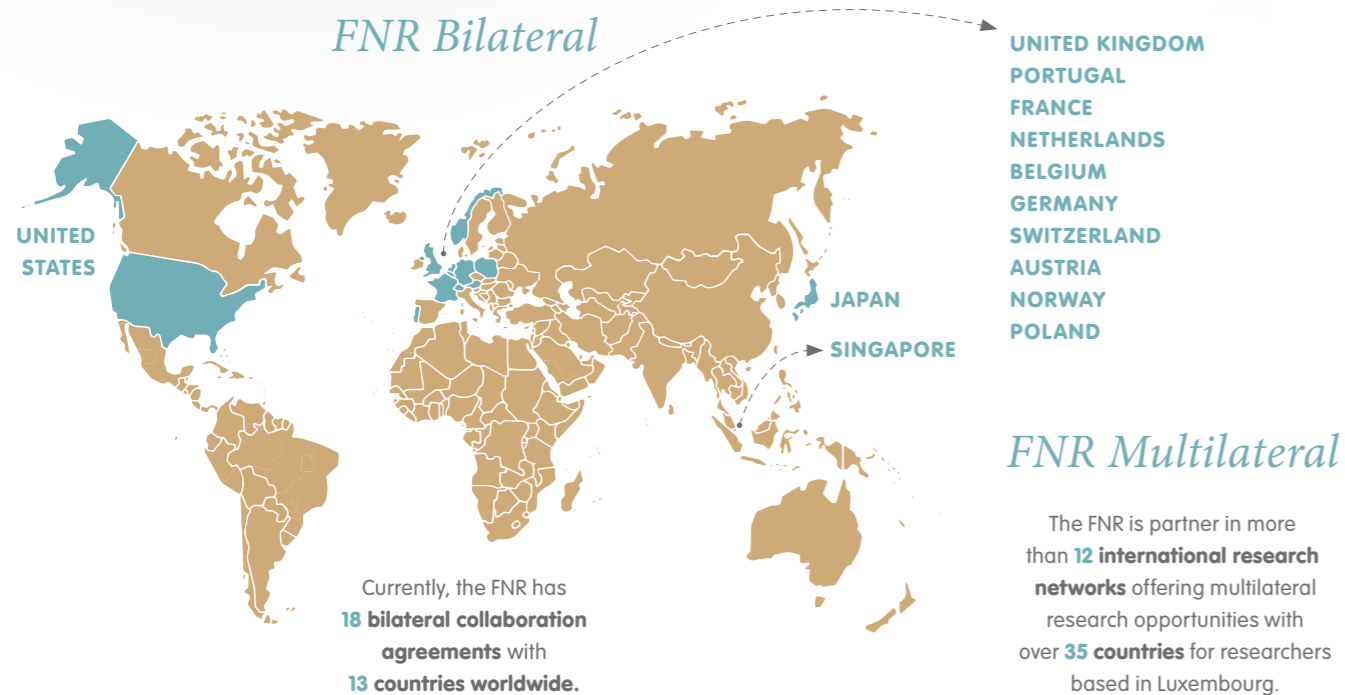 FNR Bilateral
UNITED KINGDOM
PORTUGAL
FRANCE
NETHERLANDS
BELGIUM
GERMANY
SWITZERLAND
AUSTRIA
NORWAY
POLAND
UNITED
STATES
JAPAN
SINGAPORE
Currently, the FNR has
18 bilateral collaboration
agreements with
13 countries worldwide.
FNR Multilateral
The FNR is partner in more
than 12 international research
networks offering multilateral
research opportunities with
over 35 countries for researchers
based in Luxembourg.